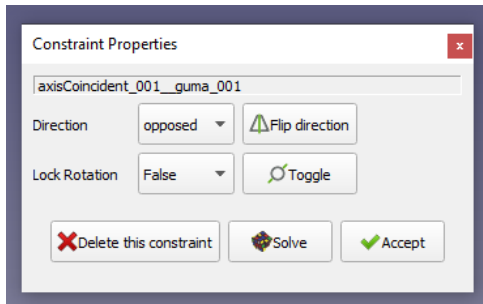 Constraint Properties
x
axisCoincident_001__guma_001
Direction opposed Flip direction
Lock Rotation False Toggle
Delete this constraint Solve Accept